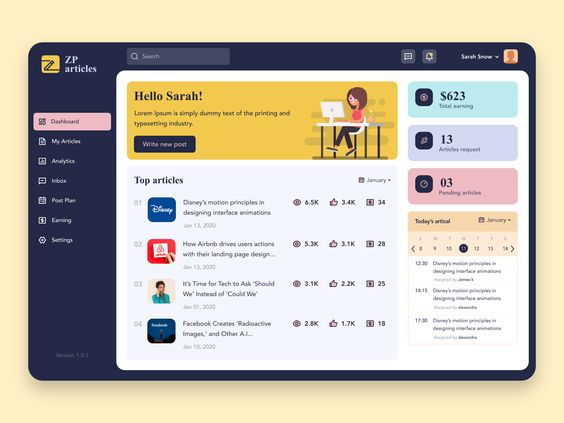 ZP
articles
Search
Sarah Snow
Dashboard
My Articles
Analytics
Inbox
Post Plan
Earning
Settings
Version 1.0.1
Hello Sarah!
Lorem Ipsum is simply dummy text of the printing and
typesetting industry.
Write new post
$623
Total earning
13
Articles request
03
Pending articles
Top articles
January
01
Disney
Disney's motion principles in
designing interface animations
Jan 13, 2020
6.5K
3.4K
34
02
airbnb
How Airbnb drives users actions
with their landing page design...
Jan 13, 2020
5.3K
3.1K
28
03
It's Time for Tech to Ask 'Should
We' Instead of 'Could We'
Jan 01, 2020
3.1K
2.2K
25
04
facebook
Facebook Creates 'Radioactive
Images,' and Other A.I...
Jan 10, 2020
2.8K
1.7K
18
Today's artical
January
S M T W T F S
8 9 10 11 12 13 14
12:30
Disney's motion principles in
designing interface animations
Assigned by James k
14:15
Disney's motion principles in
designing interface animations
Assigned by alexandra
17:30
Disney's motion principles in
designing interface animations
Assigned by alexandra